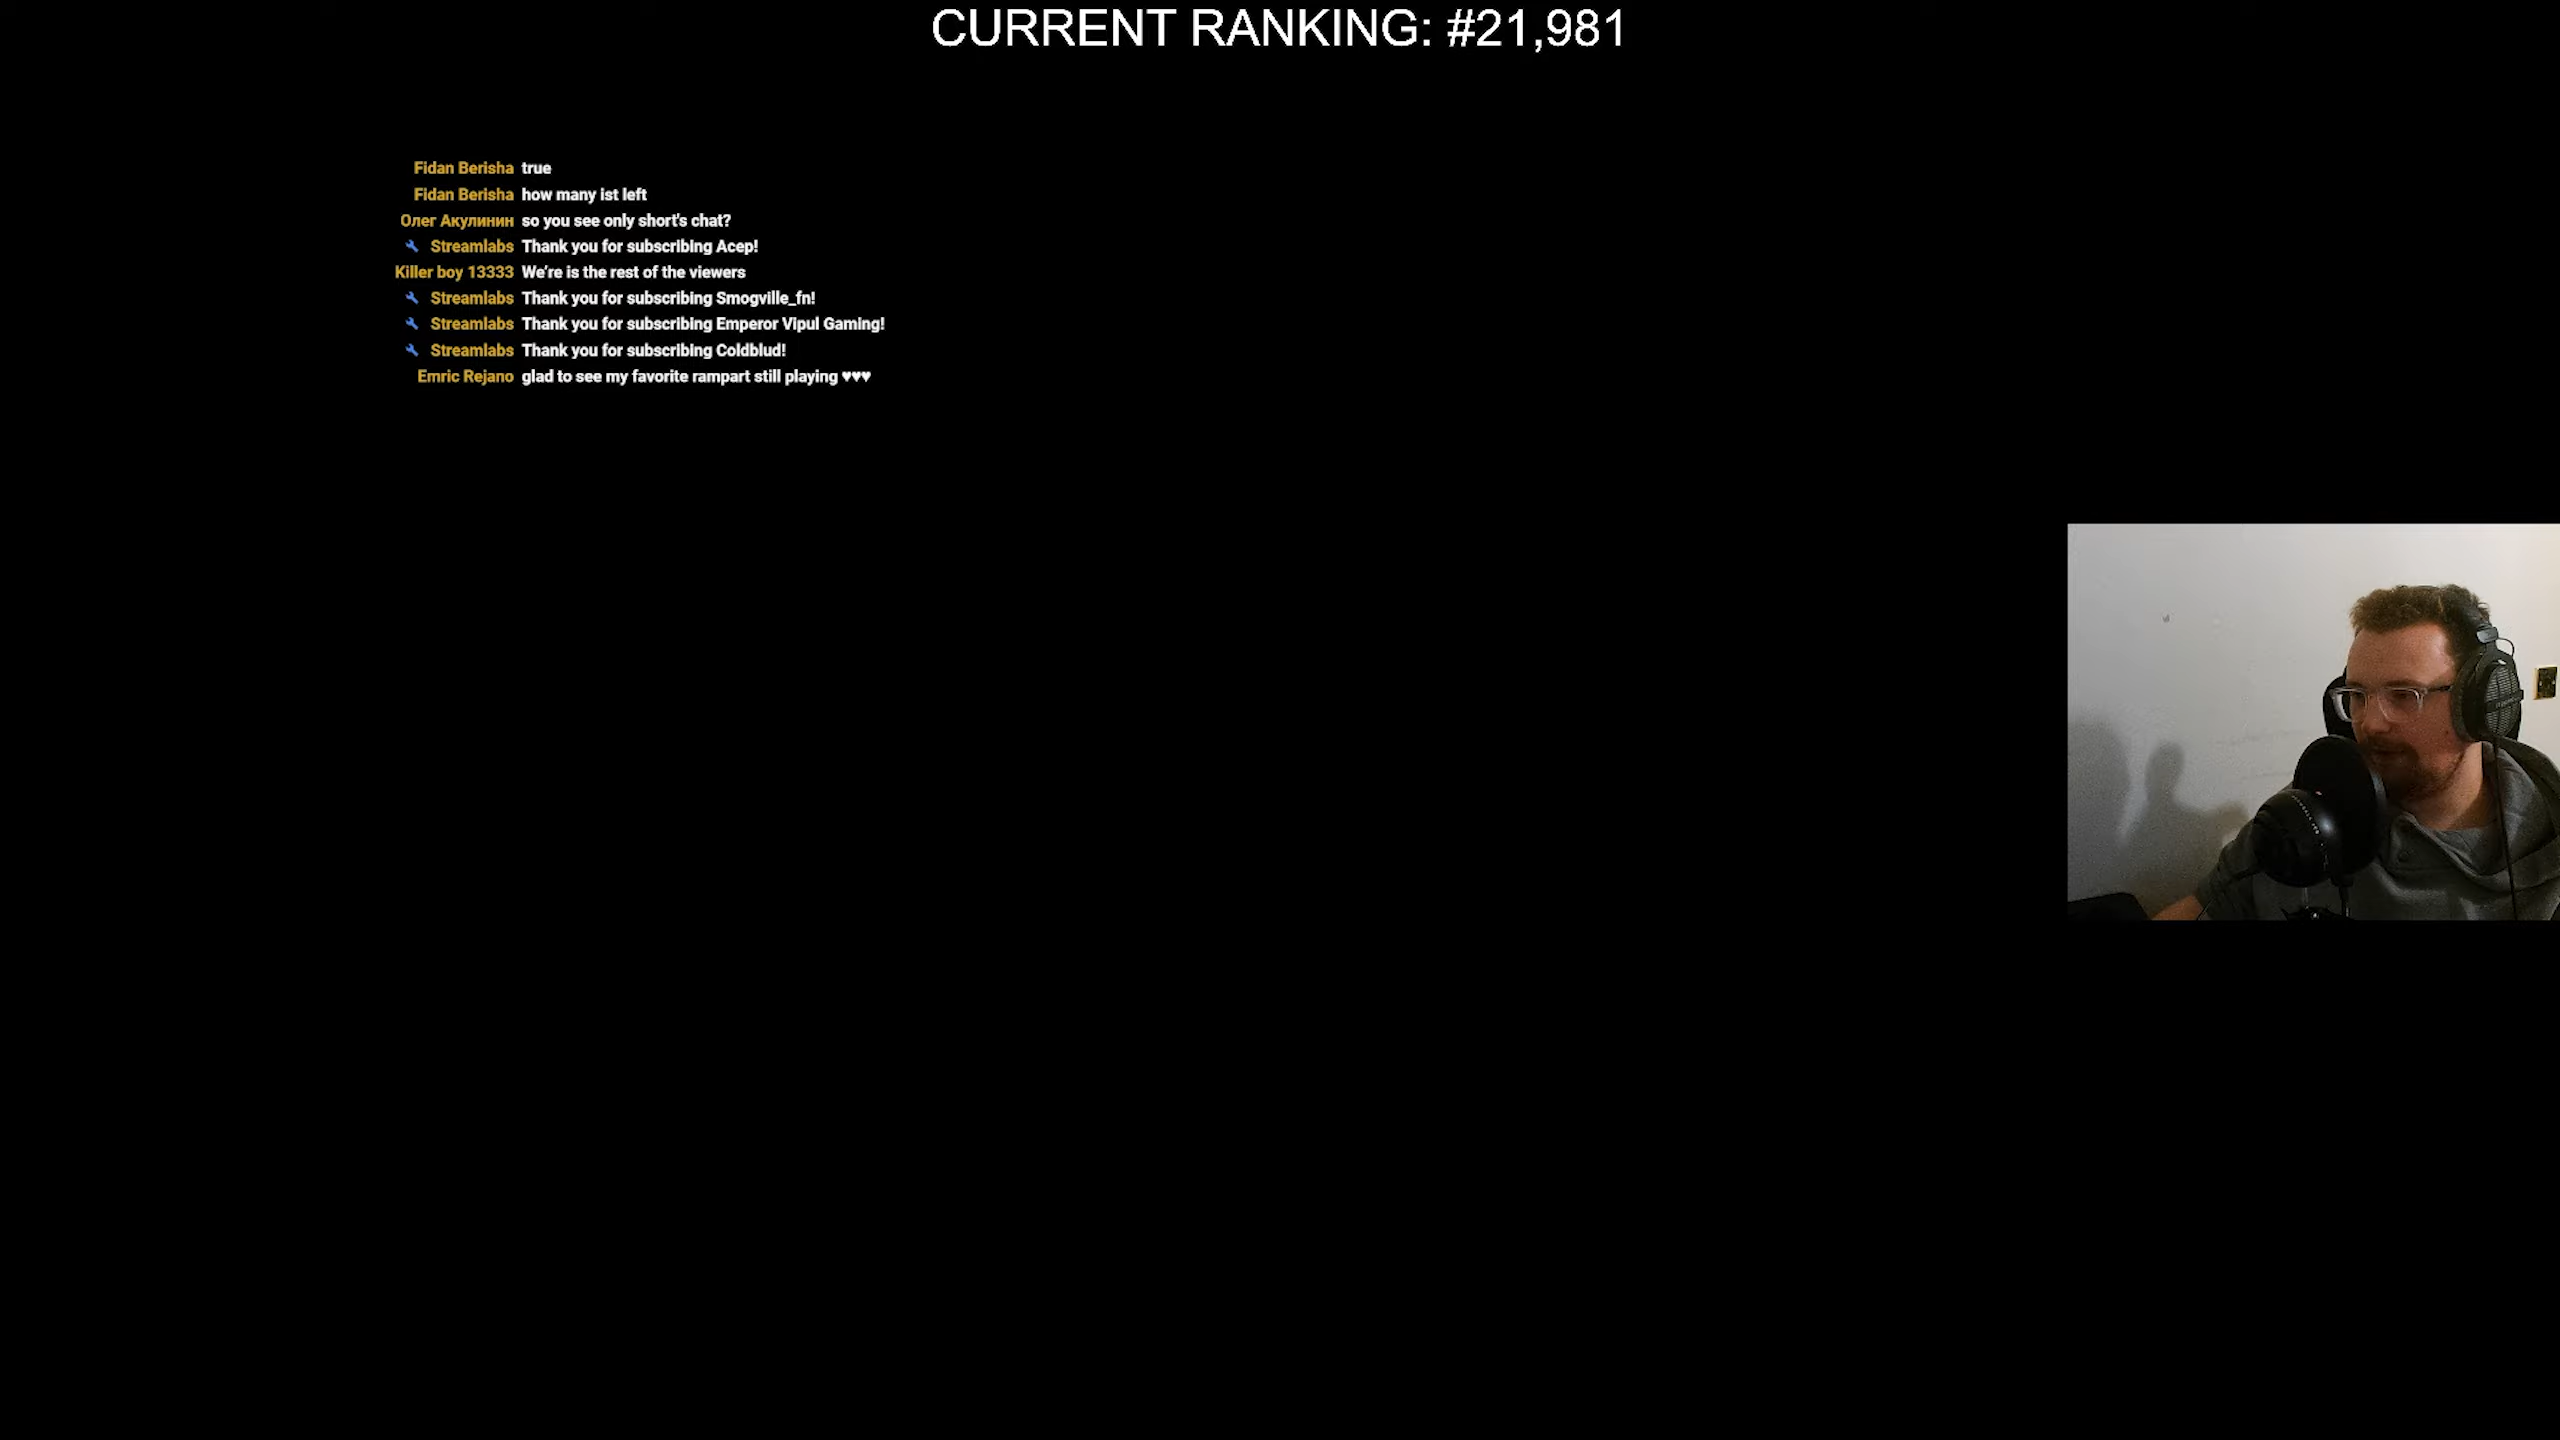 CURRENT RANKING: #21,981
Fidan Berisha true
Fidan Berisha how many ist left
Олег Акулинин so you see only short's chat?
Streamlabs Thank you for subscribing Acep!
Killer boy 13333 We're is the rest of the viewers
Streamlabs Thank you for subscribing Smogville_fn!
Streamlabs Thank you for subscribing Emperor Vipul Gaming!
Streamlabs Thank you for subscribing Coldblud!
Emric Rejano glad to see my favorite rampart still playing ♥♥♥